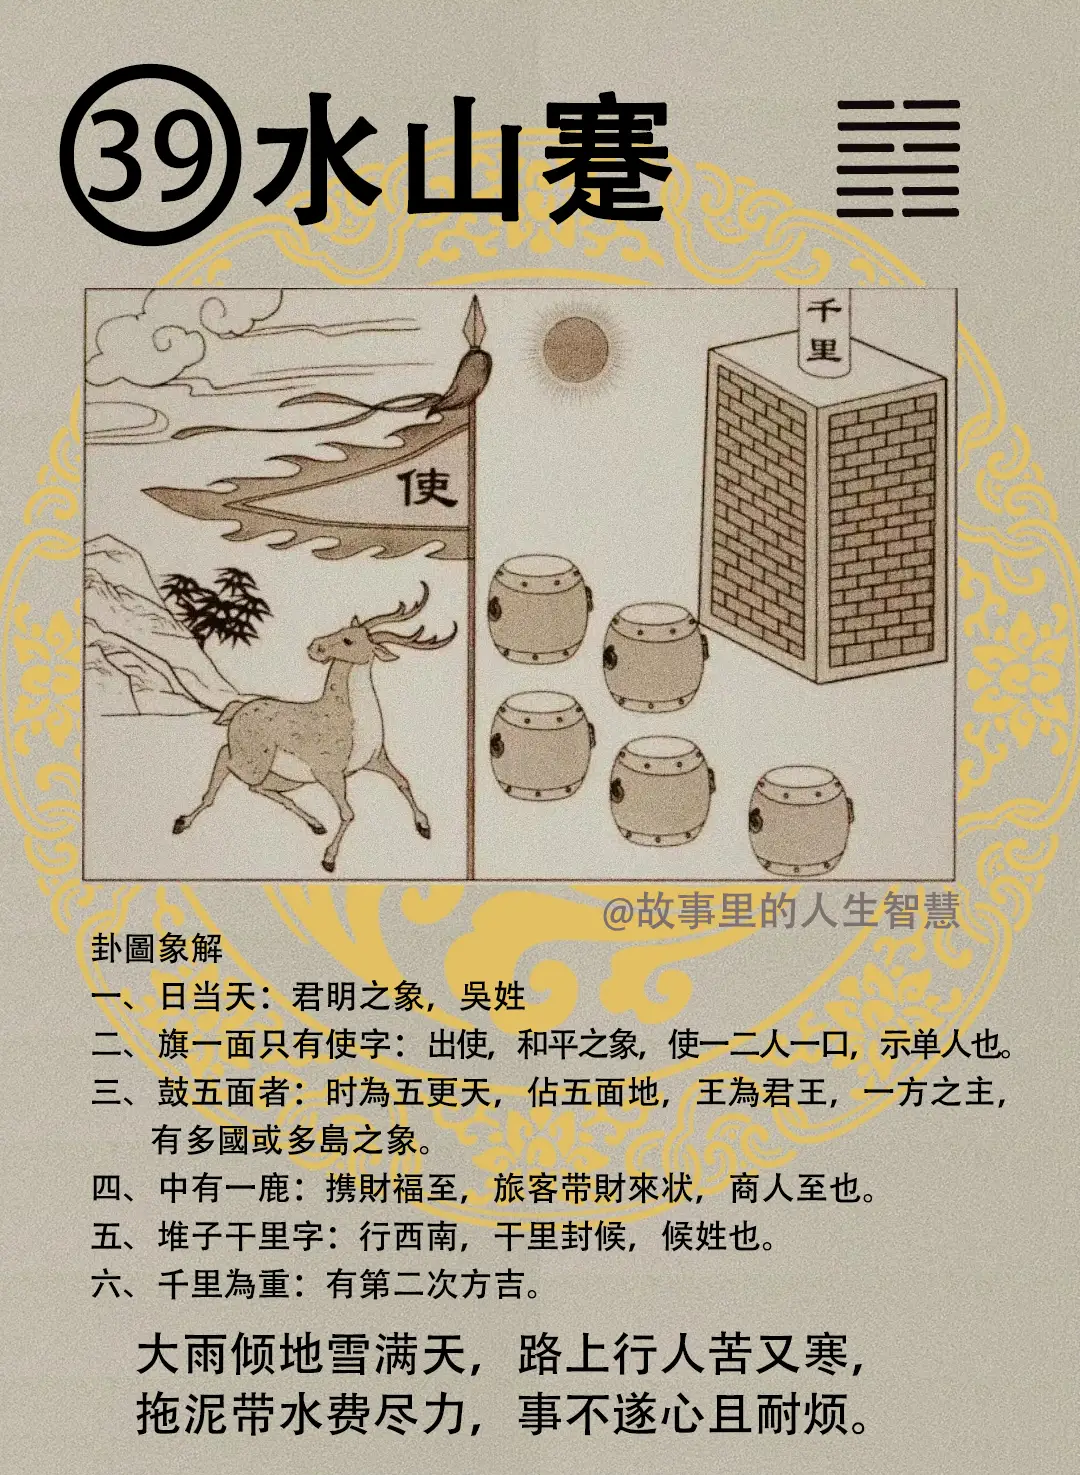 39 水山蹇
千
里
使
@故事里的人生智慧
卦圖象解
一、日当天：君明之象，吳姓
二、旗一面只有使字：出使，和平之象，使一二人一口，示单人也。
三、鼓五面者：时為五更天，佔五面地，王為君王，一方之主，
有多國或多島之象。
四、中有一鹿：携財福至，旅客带財來状，商人至也。
五、堆子干里字：行西南，干里封候，候姓也。
六、千里為重：有第二次方吉。
大雨倾地雪满天，路上行人苦又寒，
拖泥带水费尽力，事不遂心且耐烦。